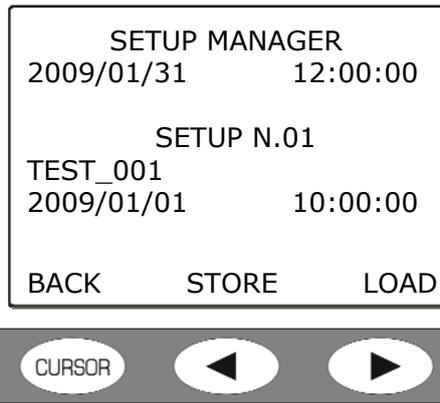 SETUP MANAGER
2009/01/31 12:00:00
SETUP N.01
TEST_001
2009/01/01 10:00:00
BACK STORE LOAD
CURSOR